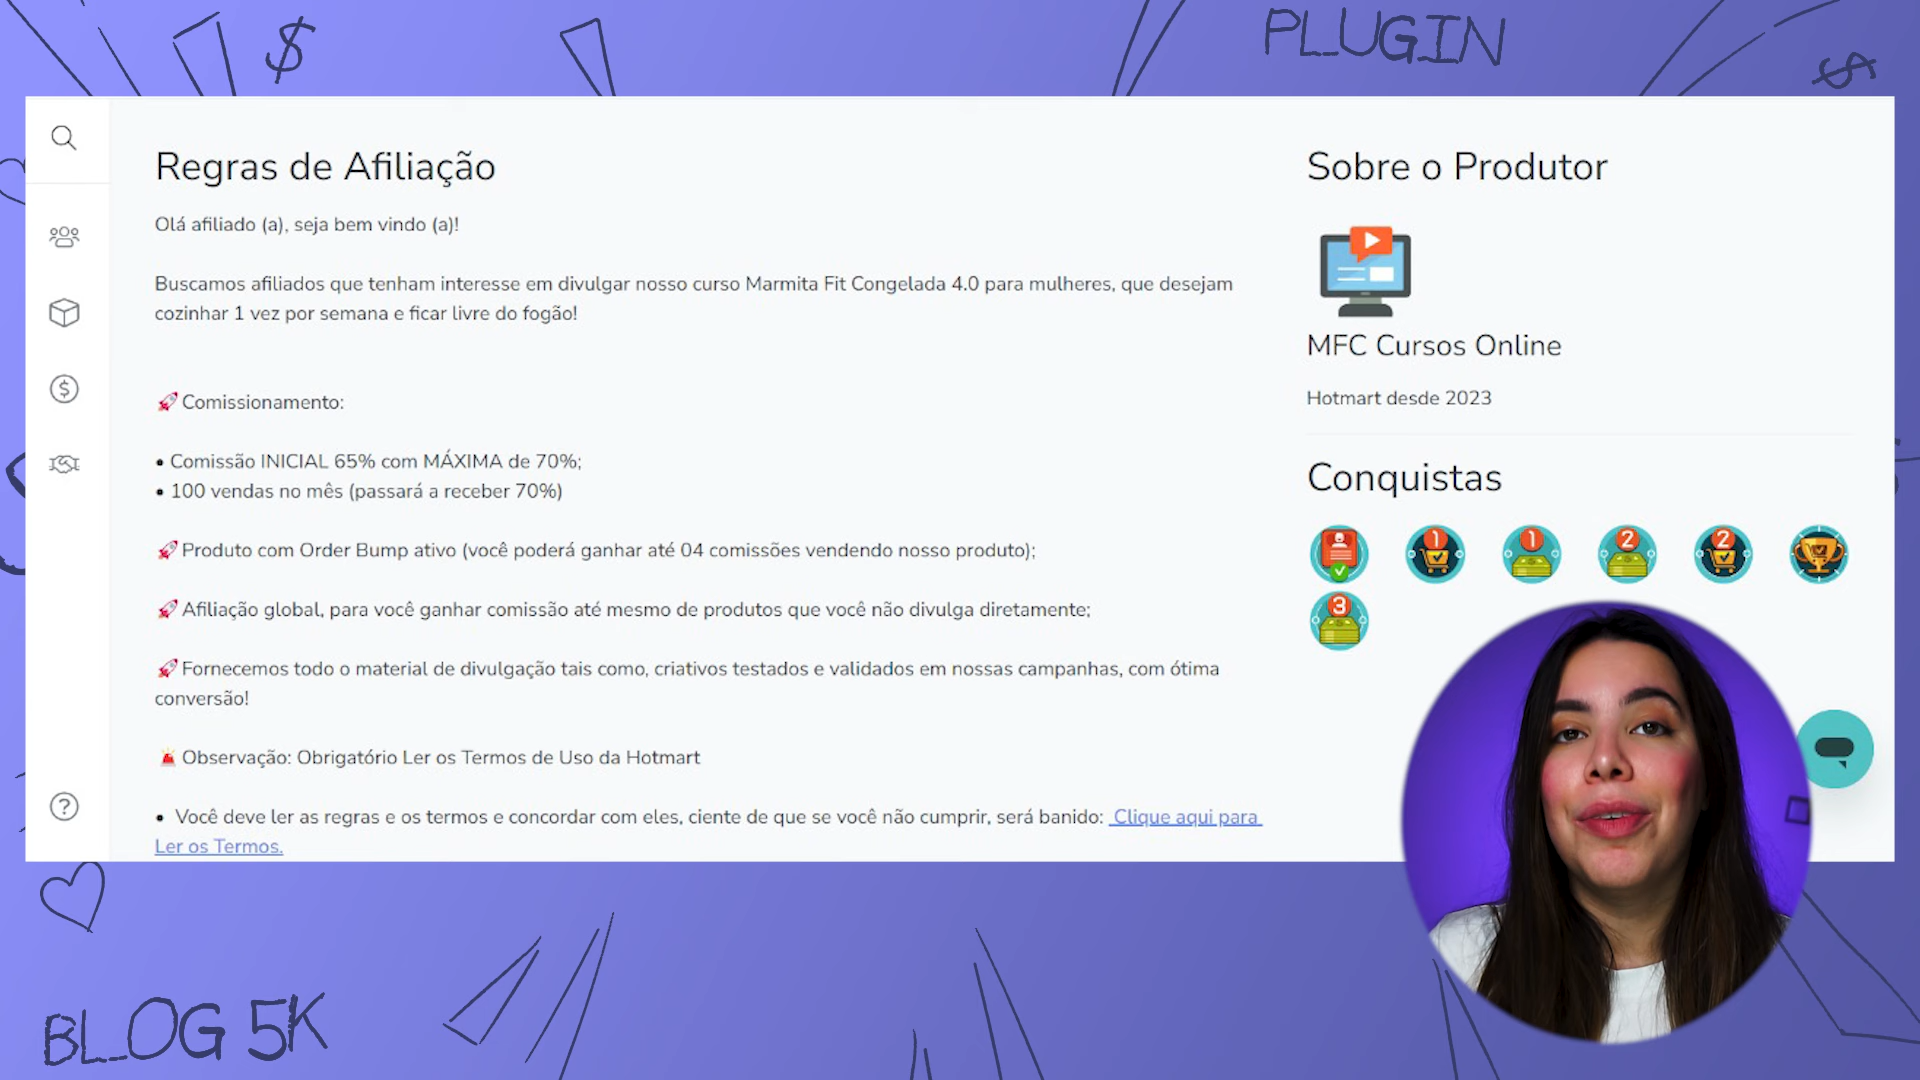 PLUGIN
$
$
Regras de Afiliação
Olá afiliado (a), seja bem vindo (a)!
Buscamos afiliados que tenham interesse em divulgar nosso curso Marmita Fit Congelada 4.0 para mulheres, que desejam
cozinhar 1 vez por semana e ficar livre do fogão!
🚀Comissionamento:
• Comissão INICIAL 65% com MÁXIMA de 70%;
• 100 vendas no mês (passará a receber 70%)
🚀Produto com Order Bump ativo (você poderá ganhar até 04 comissões vendendo nosso produto);
🚀Afiliação global, para você ganhar comissão até mesmo de produtos que você não divulga diretamente;
🚀Fornecemos todo o material de divulgação tais como, criativos testados e validados em nossas campanhas, com ótima
conversão!
🚨Observação: Obrigatório Ler os Termos de Uso da Hotmart
• Você deve ler as regras e os termos e concordar com eles, ciente de que se você não cumprir, será banido: Clique aqui para
Ler os Termos.
Sobre o Produtor
MFC Cursos Online
Hotmart desde 2023
Conquistas
1 1 2 2
3
BLOG 5K